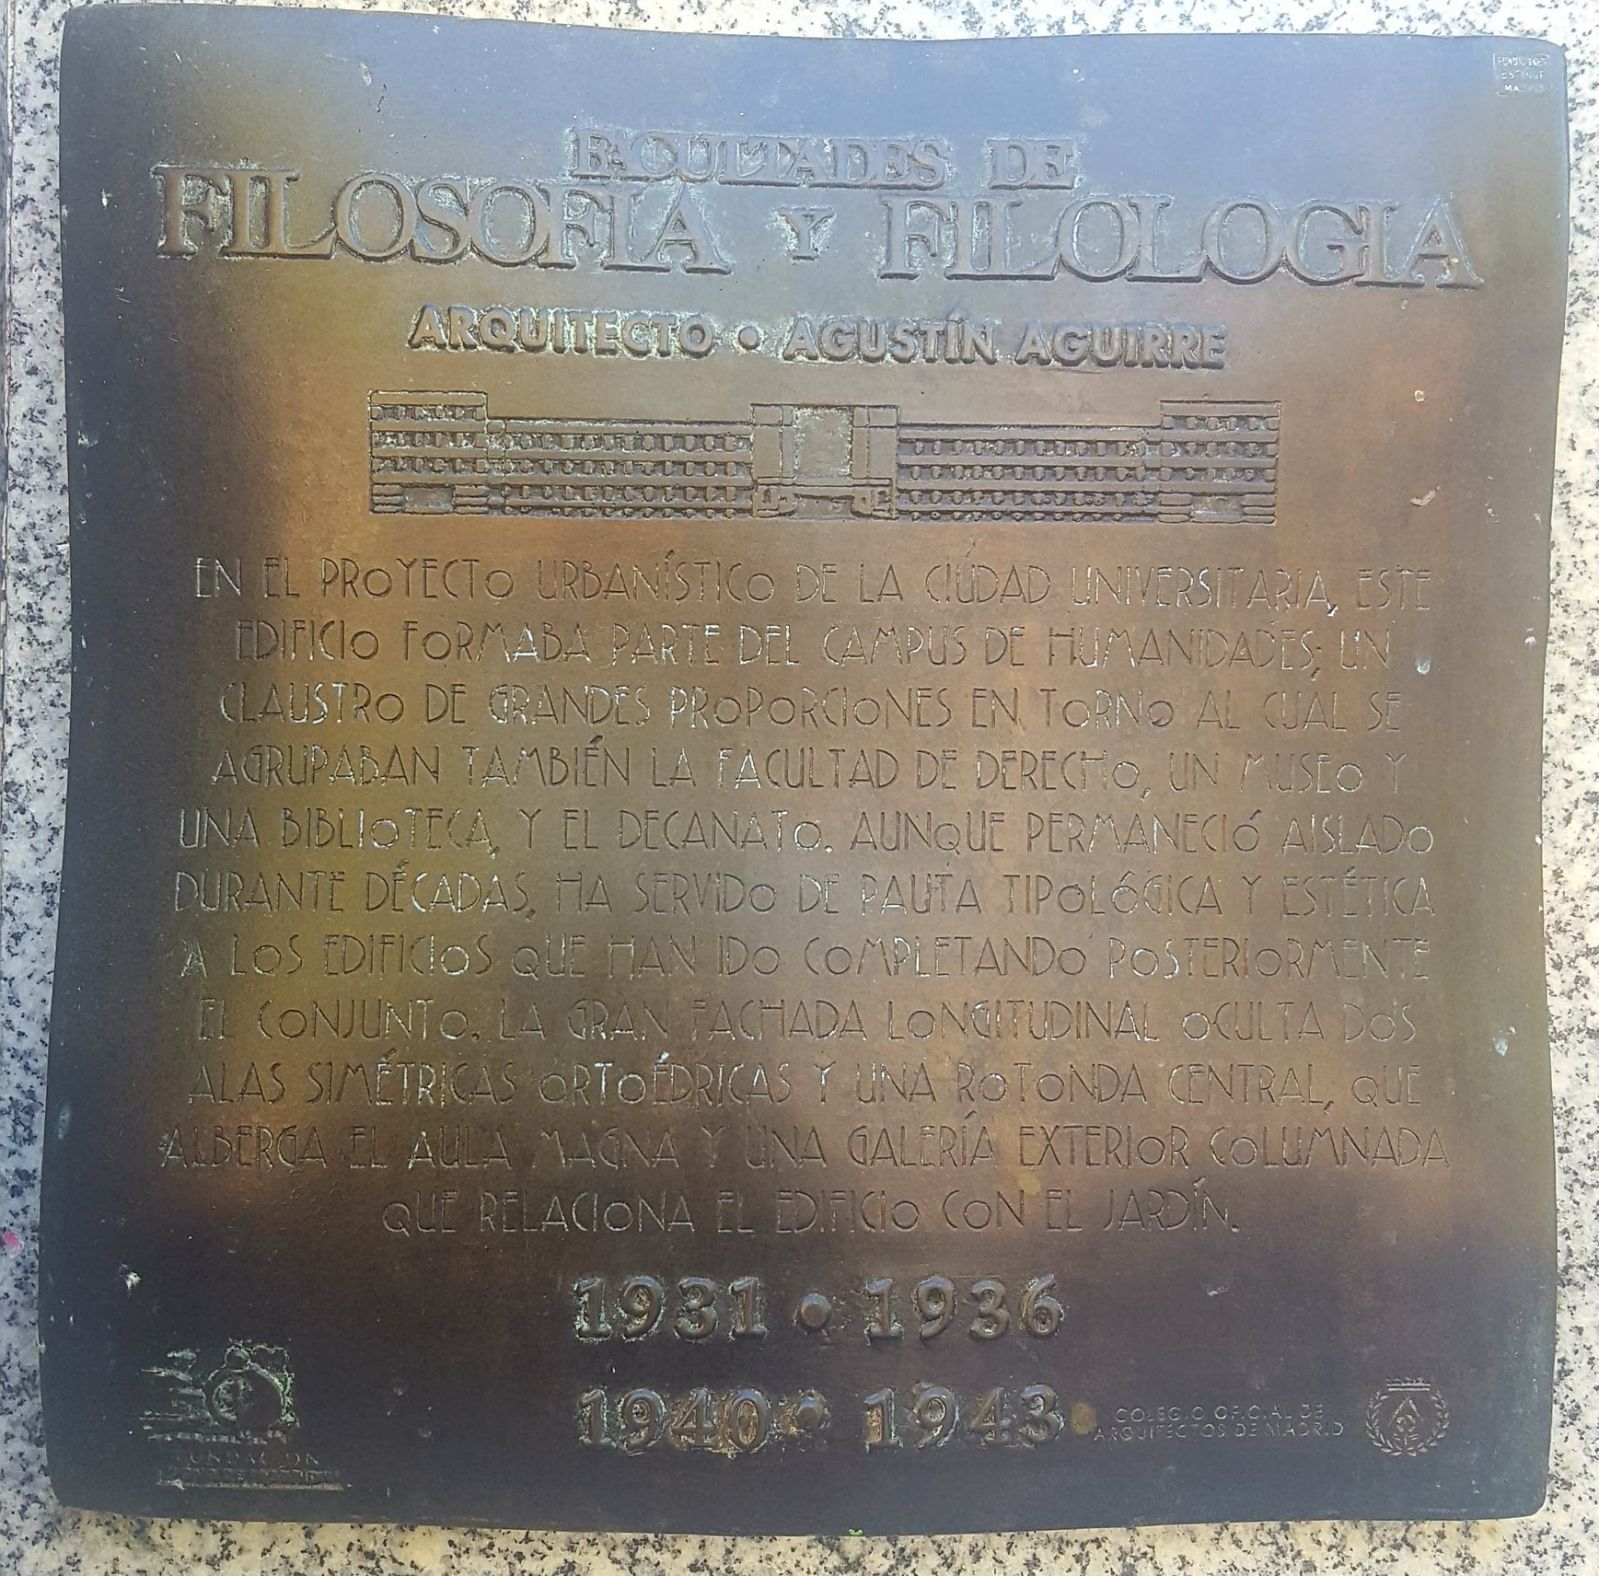 FUNDICIONES
MADRID
FACULTADES DE
FILOSOFIA Y FILOLOGIA
ARQUITECTO • AGUSTÍN AGUIRRE
EN EL PROYECTO URBANÍSTICO DE LA CIÚDAD UNIVERSITARIA, ESTE
EDIFICIO FORMABA PARTE DEL CAMPUS DE HUMANIDADES; UN
CLAUSTRO DE GRANDES PROPORCIONES EN TORNO AL CUÁL SE
AGRUPABAN TAMBIÉN LA FACULTAD DE DERECHO, UN MUSEO Y
UNA BIBLIOTECA, Y EL DECANATO. AUNQUE PERMANECIÓ AISLADO
DURANTE DÉCADAS, HA SERVIDO DE PAUTA TIPOLÓGICA Y ESTÉTICA
A LOS EDIFICIOS QUE HAN IDO COMPLETANDO POSTERIORMENTE
EL CONJUNTO. LA GRAN FACHADA LONGITUDINAL OCULTA DOS
ALAS SIMÉTRICAS ORTOÉDRICAS Y UNA ROTONDA CENTRAL, QUE
ALBERGA EL AULA MAGNA Y UNA GALERÍA EXTERIOR COLUMNADA
QUE RELACIONA EL EDIFICIO CON EL JARDÍN.
1931 • 1936
1940 • 1943
FUNDACIÓN
COLEGIO OFICIAL DE
ARQUITECTOS DE MADRID